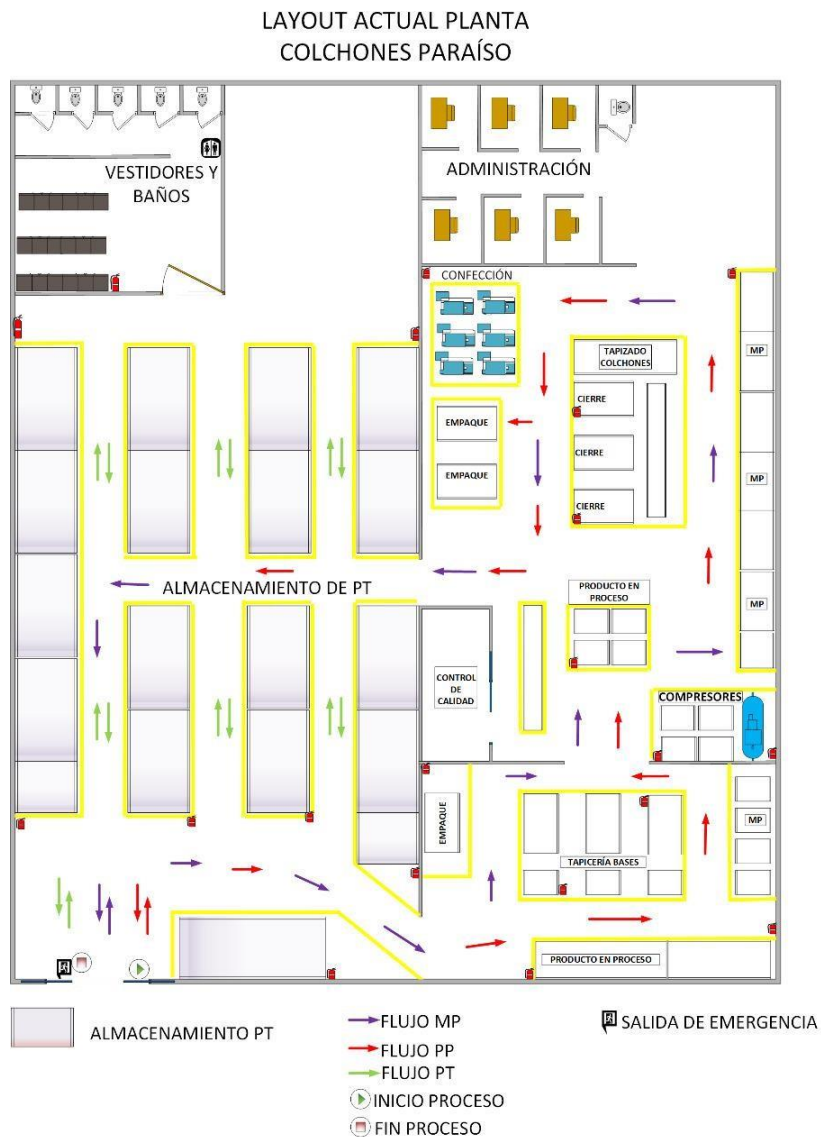 LAYOUT ACTUAL PLANTA
COLCHONES PARAÍSO
VESTIDORES Y
BAÑOS
ADMINISTRACIÓN
CONFECCIÓN
TAPIZADO
COLCHONES
MP
CIERRE
EMPAQUE
CIERRE
EMPAQUE
MP
CIERRE
ALMACENAMIENTO DE PT
PRODUCTO EN
PROCESO
MP
CONTROL
DE
CALIDAD
COMPRESORES
EMPAQUE
MP
TAPICERÍA BASES
PRODUCTO EN PROCESO
ALMACENAMIENTO PT
FLUJO MP
FLUJO PP
FLUJO PT
INICIO PROCESO
FIN PROCESO
SALIDA DE EMERGENCIA